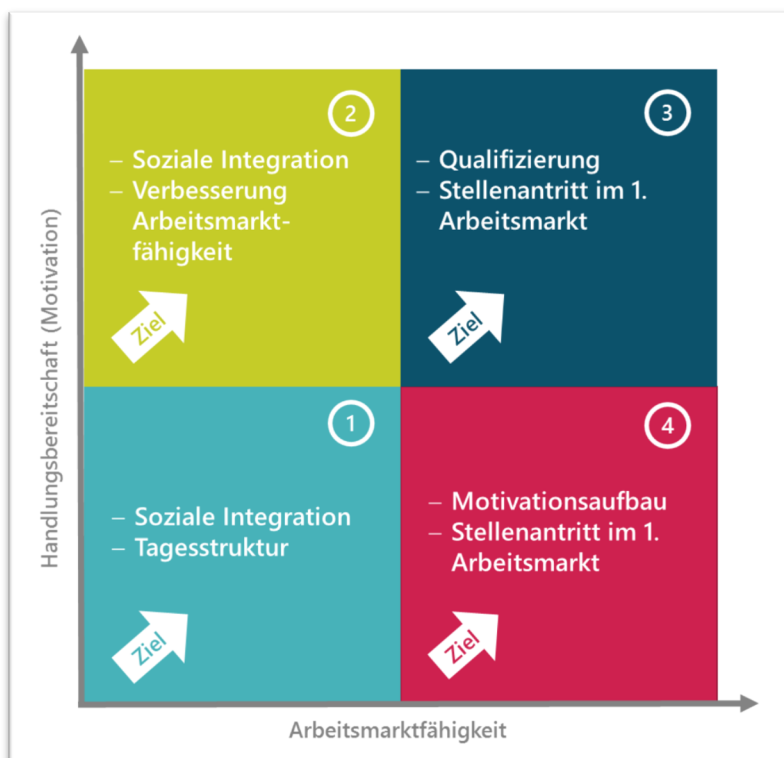 Handlungsbereitschaft (Motivation)
2
– Soziale Integration
– Verbesserung
Arbeitsmarkt-
fähigkeit
Ziel
3
– Qualifizierung
– Stellenantritt im 1.
Arbeitsmarkt
Ziel
1
– Soziale Integration
– Tagesstruktur
Ziel
4
– Motivationsaufbau
– Stellenantritt im 1.
Arbeitsmarkt
Ziel
Arbeitsmarktfähigkeit